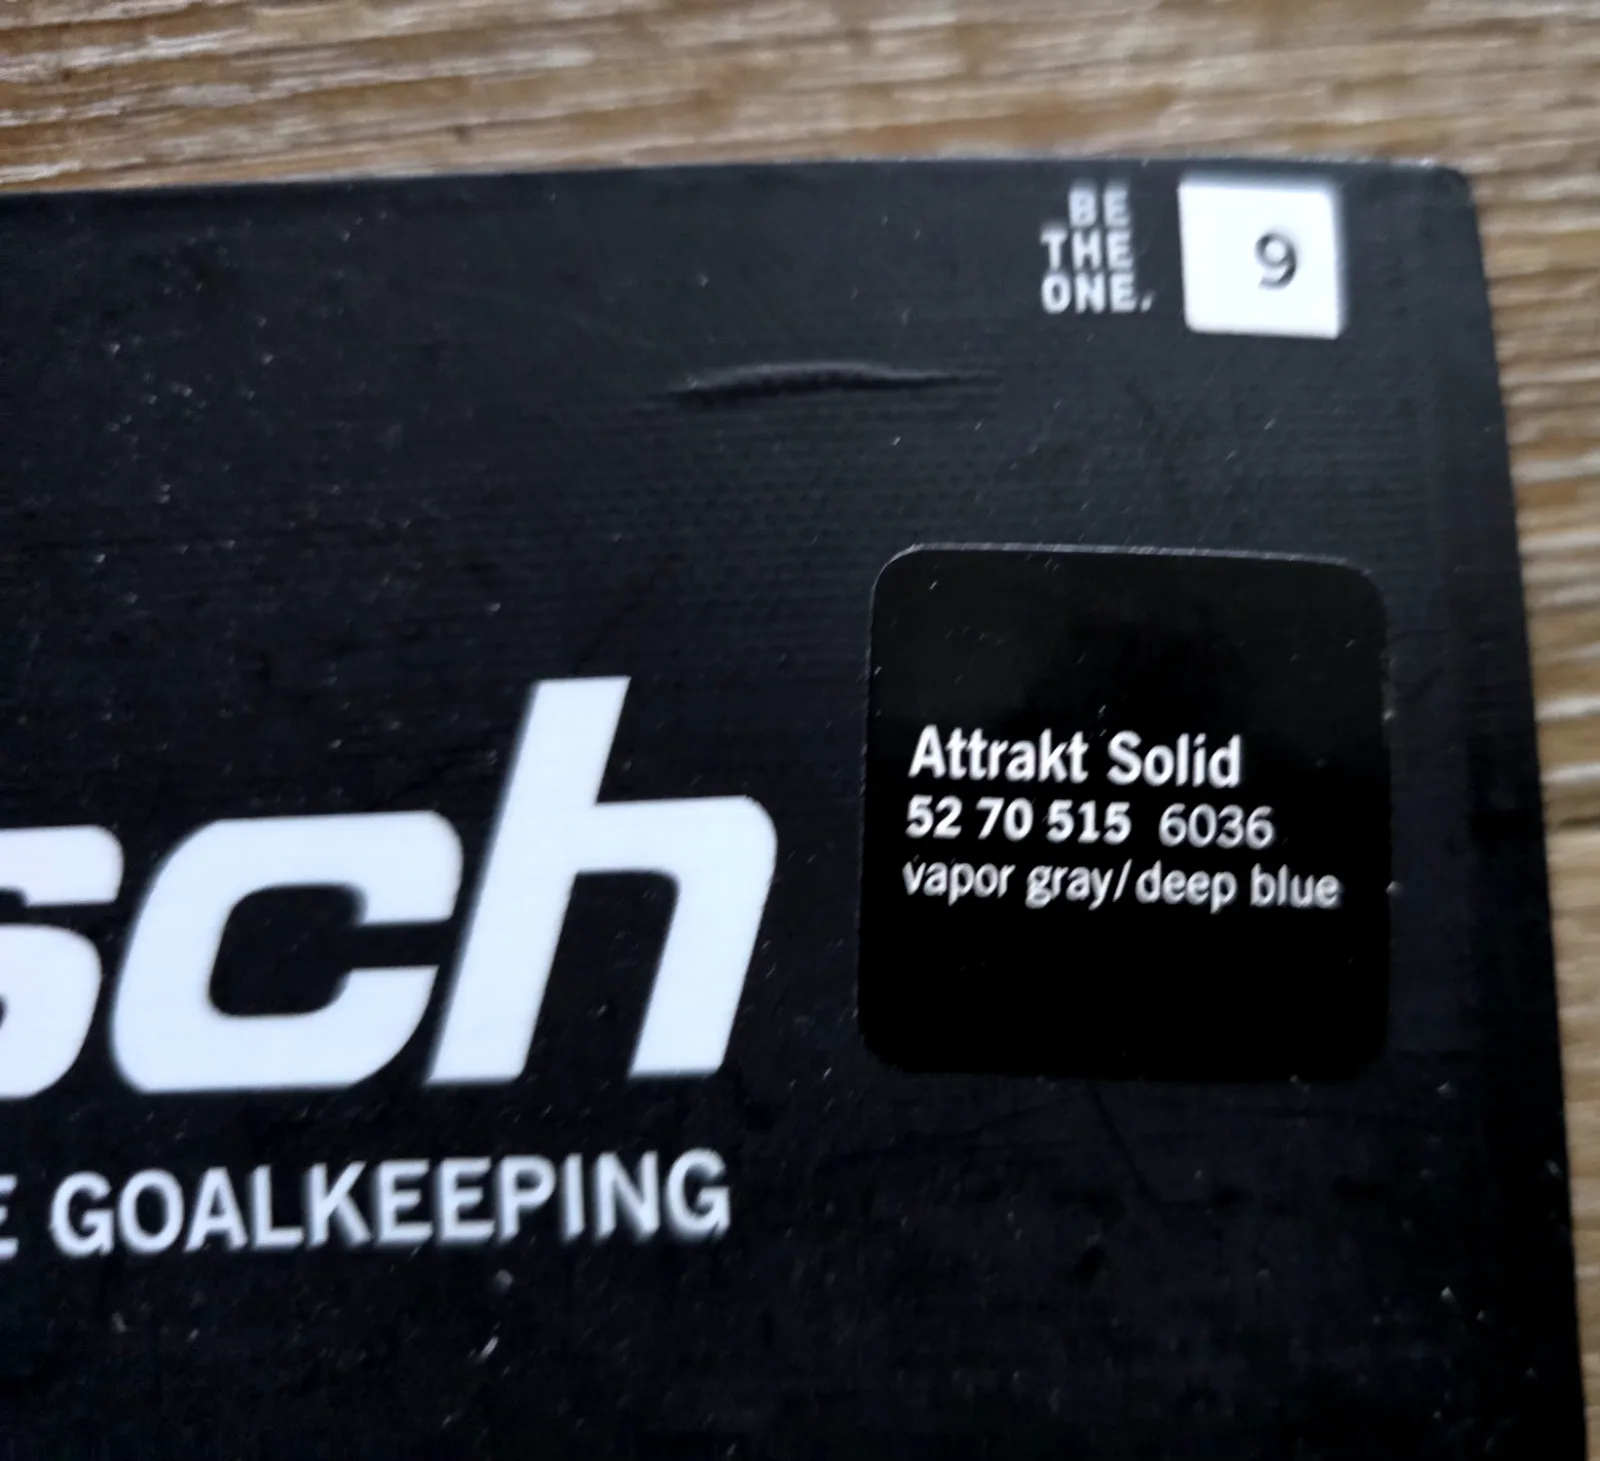 BE
THE
ONE.
9
Attrakt Solid
52 70 515 6036
vapor gray/deep blue
sch
E GOALKEEPING